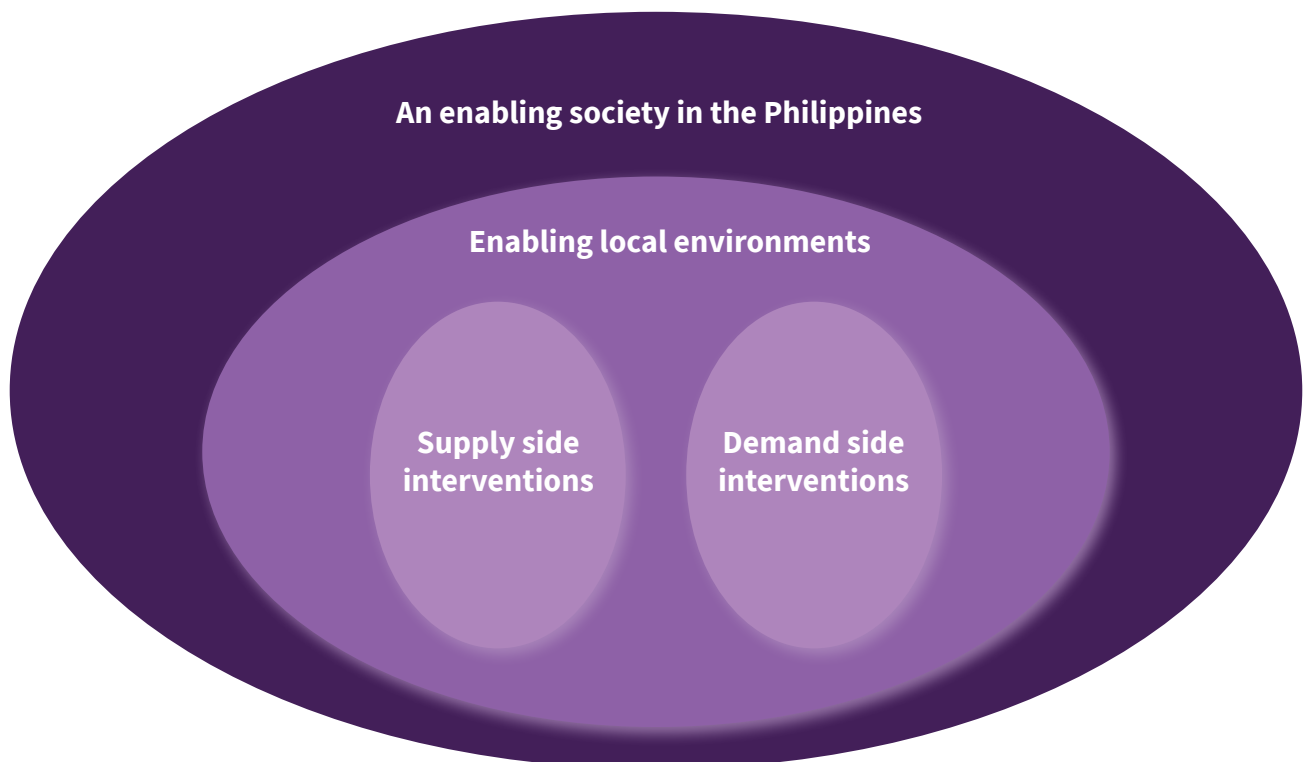 An enabling society in the Philippines
Enabling local environments
Supply side
interventions
Demand side
interventions